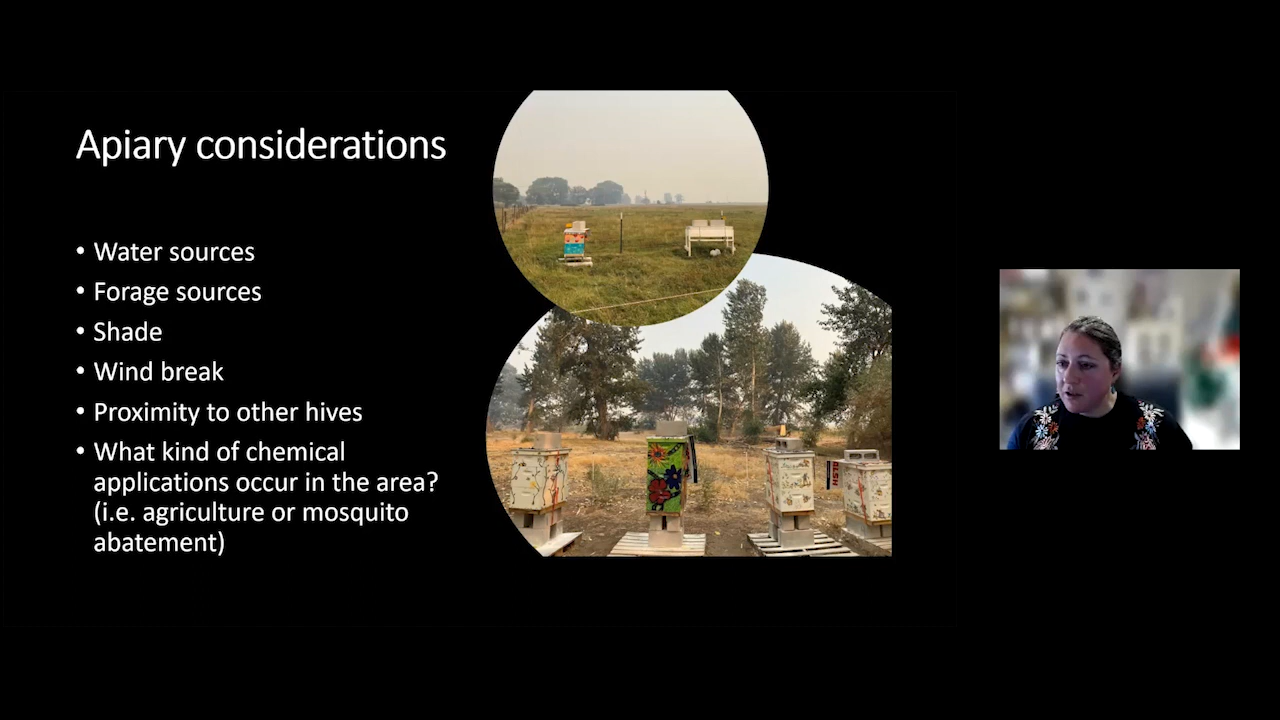 Apiary considerations
• Water sources
• Forage sources
• Shade
• Wind break
• Proximity to other hives
• What kind of chemical
applications occur in the area?
(i.e. agriculture or mosquito
abatement)